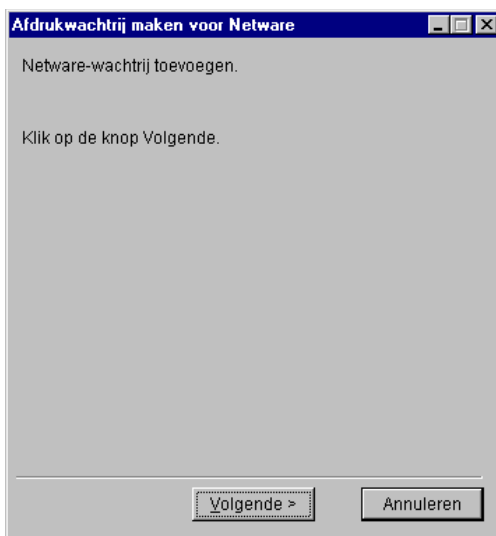 Afdrukwachtrij maken voor Netware
Netware-wachtrij toevoegen.
Klik op de knop Volgende.
Volgende >
Annuleren